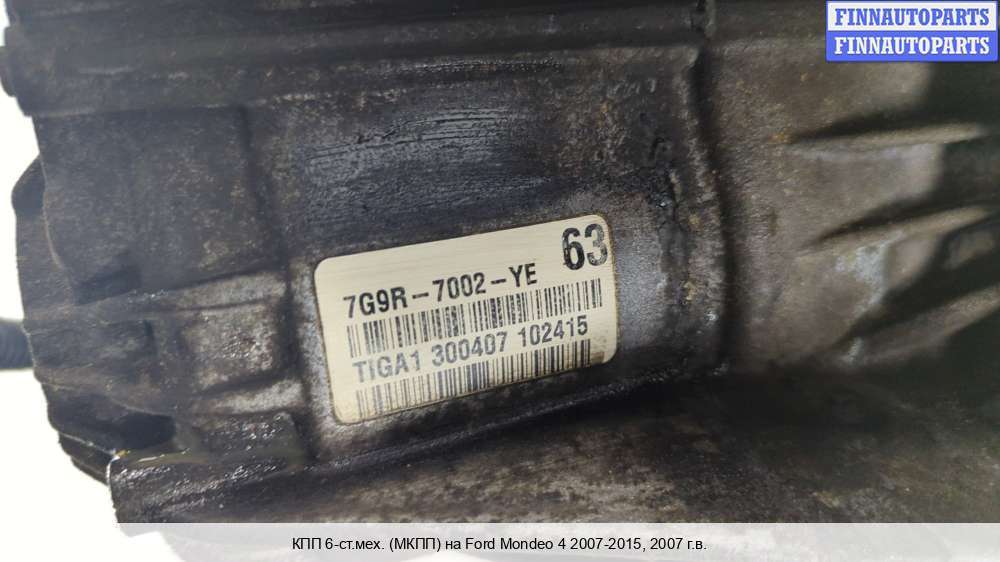 FINNAUTOPARTS
FINNAUTOPARTS
63
7G9R-7002-YE
TIGA1 300407 102415
КПП 6-ст.мех. (МКПП) на Ford Mondeo 4 2007-2015, 2007 г.в.